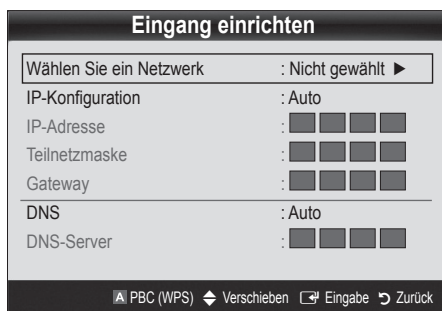 Eingang einrichten
Wählen Sie ein Netzwerk : Nicht gewählt ►
IP-Konfiguration : Auto
IP-Adresse :
Teilnetzmaske :
Gateway :
DNS : Auto
DNS-Server :
A PBC (WPS) Verschieben Eingabe Zurück